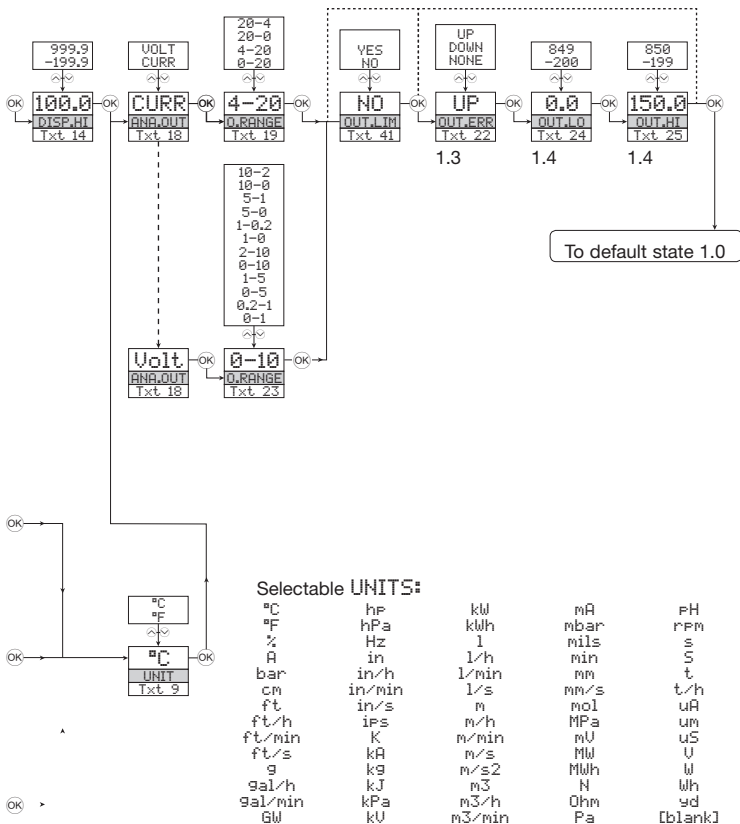 999.9
-199.9
OK
100.0
DISP.HI
Txt 14
OK
VOLT
CURR
CURR
ANA.OUT
Txt 18
OK
20-4
20-0
4-20
0-20
4-20
O.RANGE
Txt 19
OK
YES
NO
NO
OUT.LIM
Txt 41
OK
UP
DOWN
NONE
UP
OUT.ERR
Txt 22
1.3
OK
849
-200
0.0
OUT.LO
Txt 24
1.4
OK
850
-199
150.0
OUT.HI
Txt 25
1.4
OK
To default state 1.0
Volt
ANA.OUT
Txt 18
OK
10-2
10-0
5-1
5-0
1-0.2
1-0
2-10
0-10
1-5
0-5
0.2-1
0-1
0-10
O.RANGE
Txt 23
OK
OK
OK
°C
°F
°C
UNIT
Txt 9
OK
OK
Selectable UNITS:
°C hp kW mA pH
°F hPa kWh mbar rpm
% Hz l mils s
A in l/h min S
bar in/h l/min mm t
cm in/min l/s mm/s t/h
ft in/s m mol uA
ft/h ips m/h MPa um
ft/min K m/min mV uS
ft/s kA m/s MW V
g kg m/s2 MWh W
gal/h kJ m3 N Wh
gal/min kPa m3/h Ohm yd
GW kV m3/min Pa [blank]